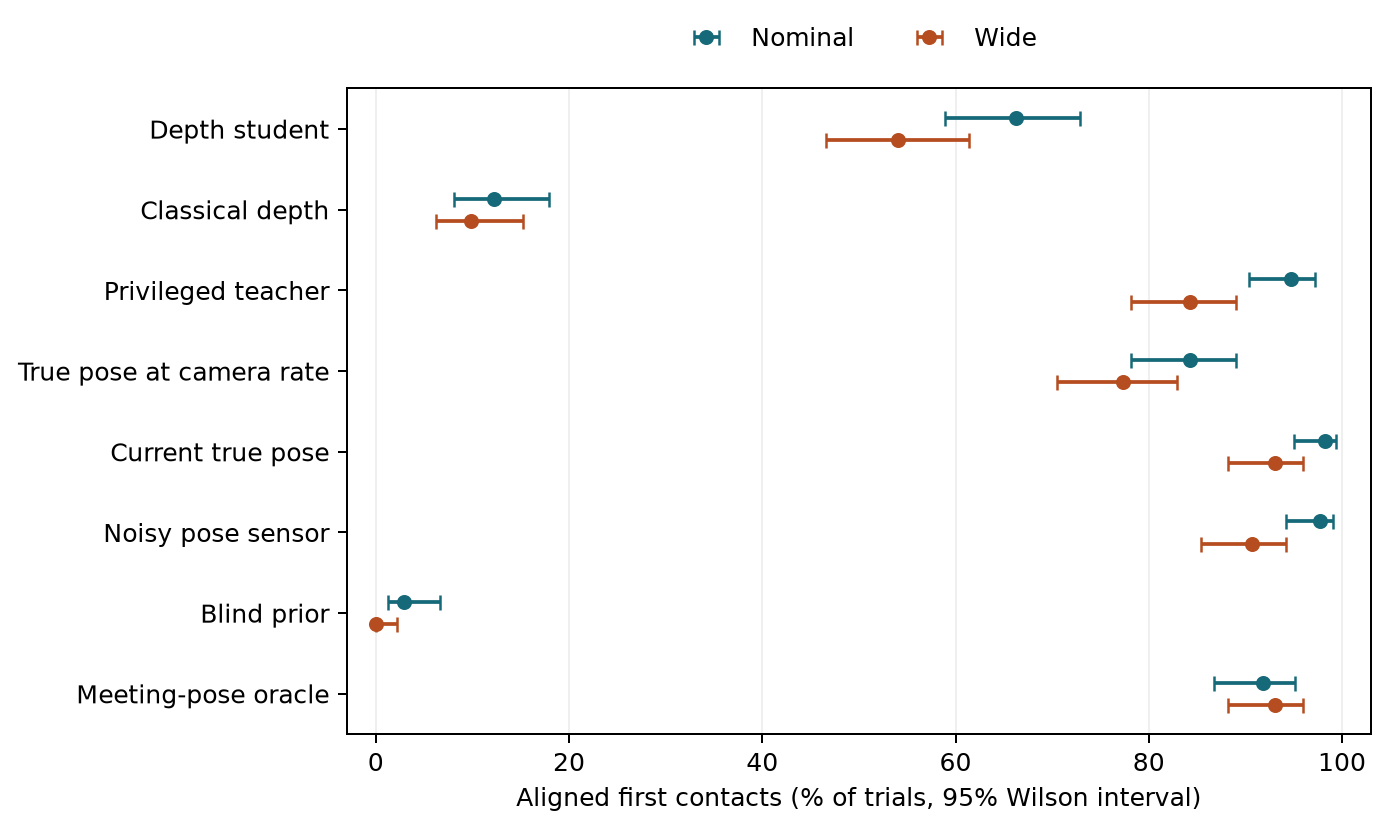 Nominal Wide
Depth student
Classical depth
Privileged teacher
True pose at camera rate
Current true pose
Noisy pose sensor
Blind prior
Meeting-pose oracle
0 20 40 60 80 100
Aligned first contacts (% of trials, 95% Wilson interval)